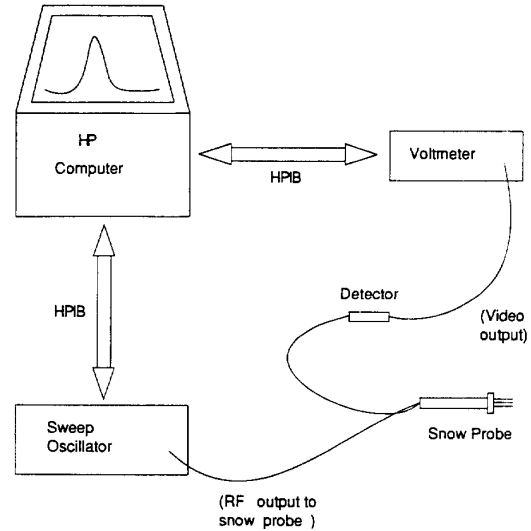 HP
Computer
HPIB
Voltmeter
HPIB
Detector
(Video
output)
Sweep
Oscillator
Snow Probe
(RF output to
snow probe )